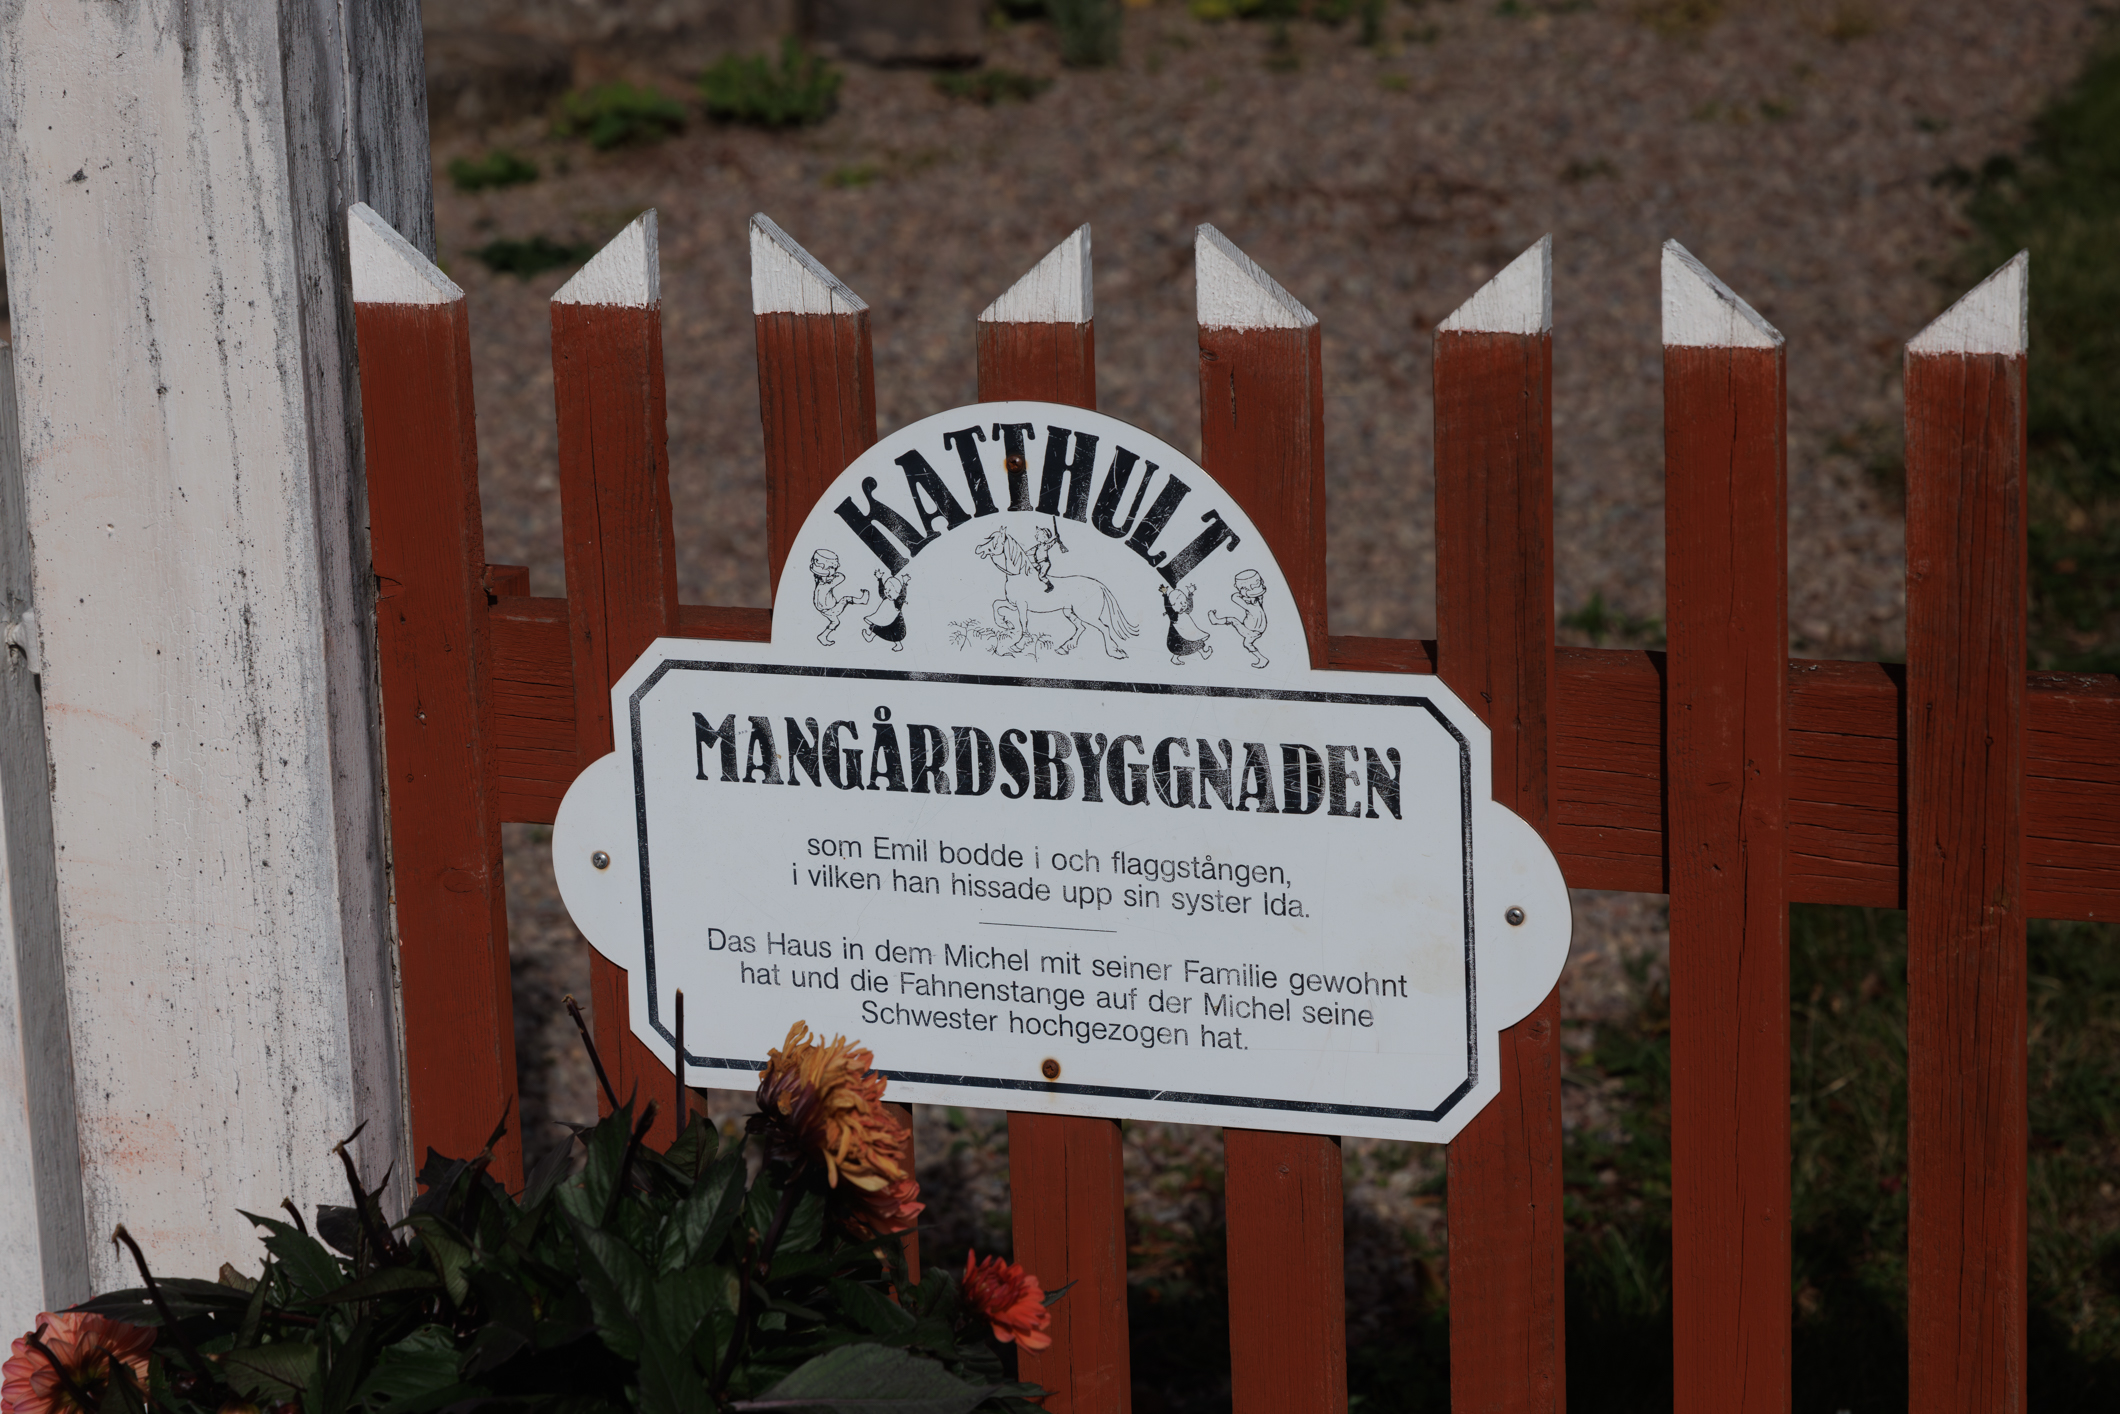 KATTHULT
MANGÅRDSBYGGNADEN
som Emil bodde i och flaggstången,
i vilken han hissade upp sin syster Ida.
Das Haus in dem Michel mit seiner Familie gewohnt
hat und die Fahnenstange auf der Michel seine
Schwester hochgezogen hat.